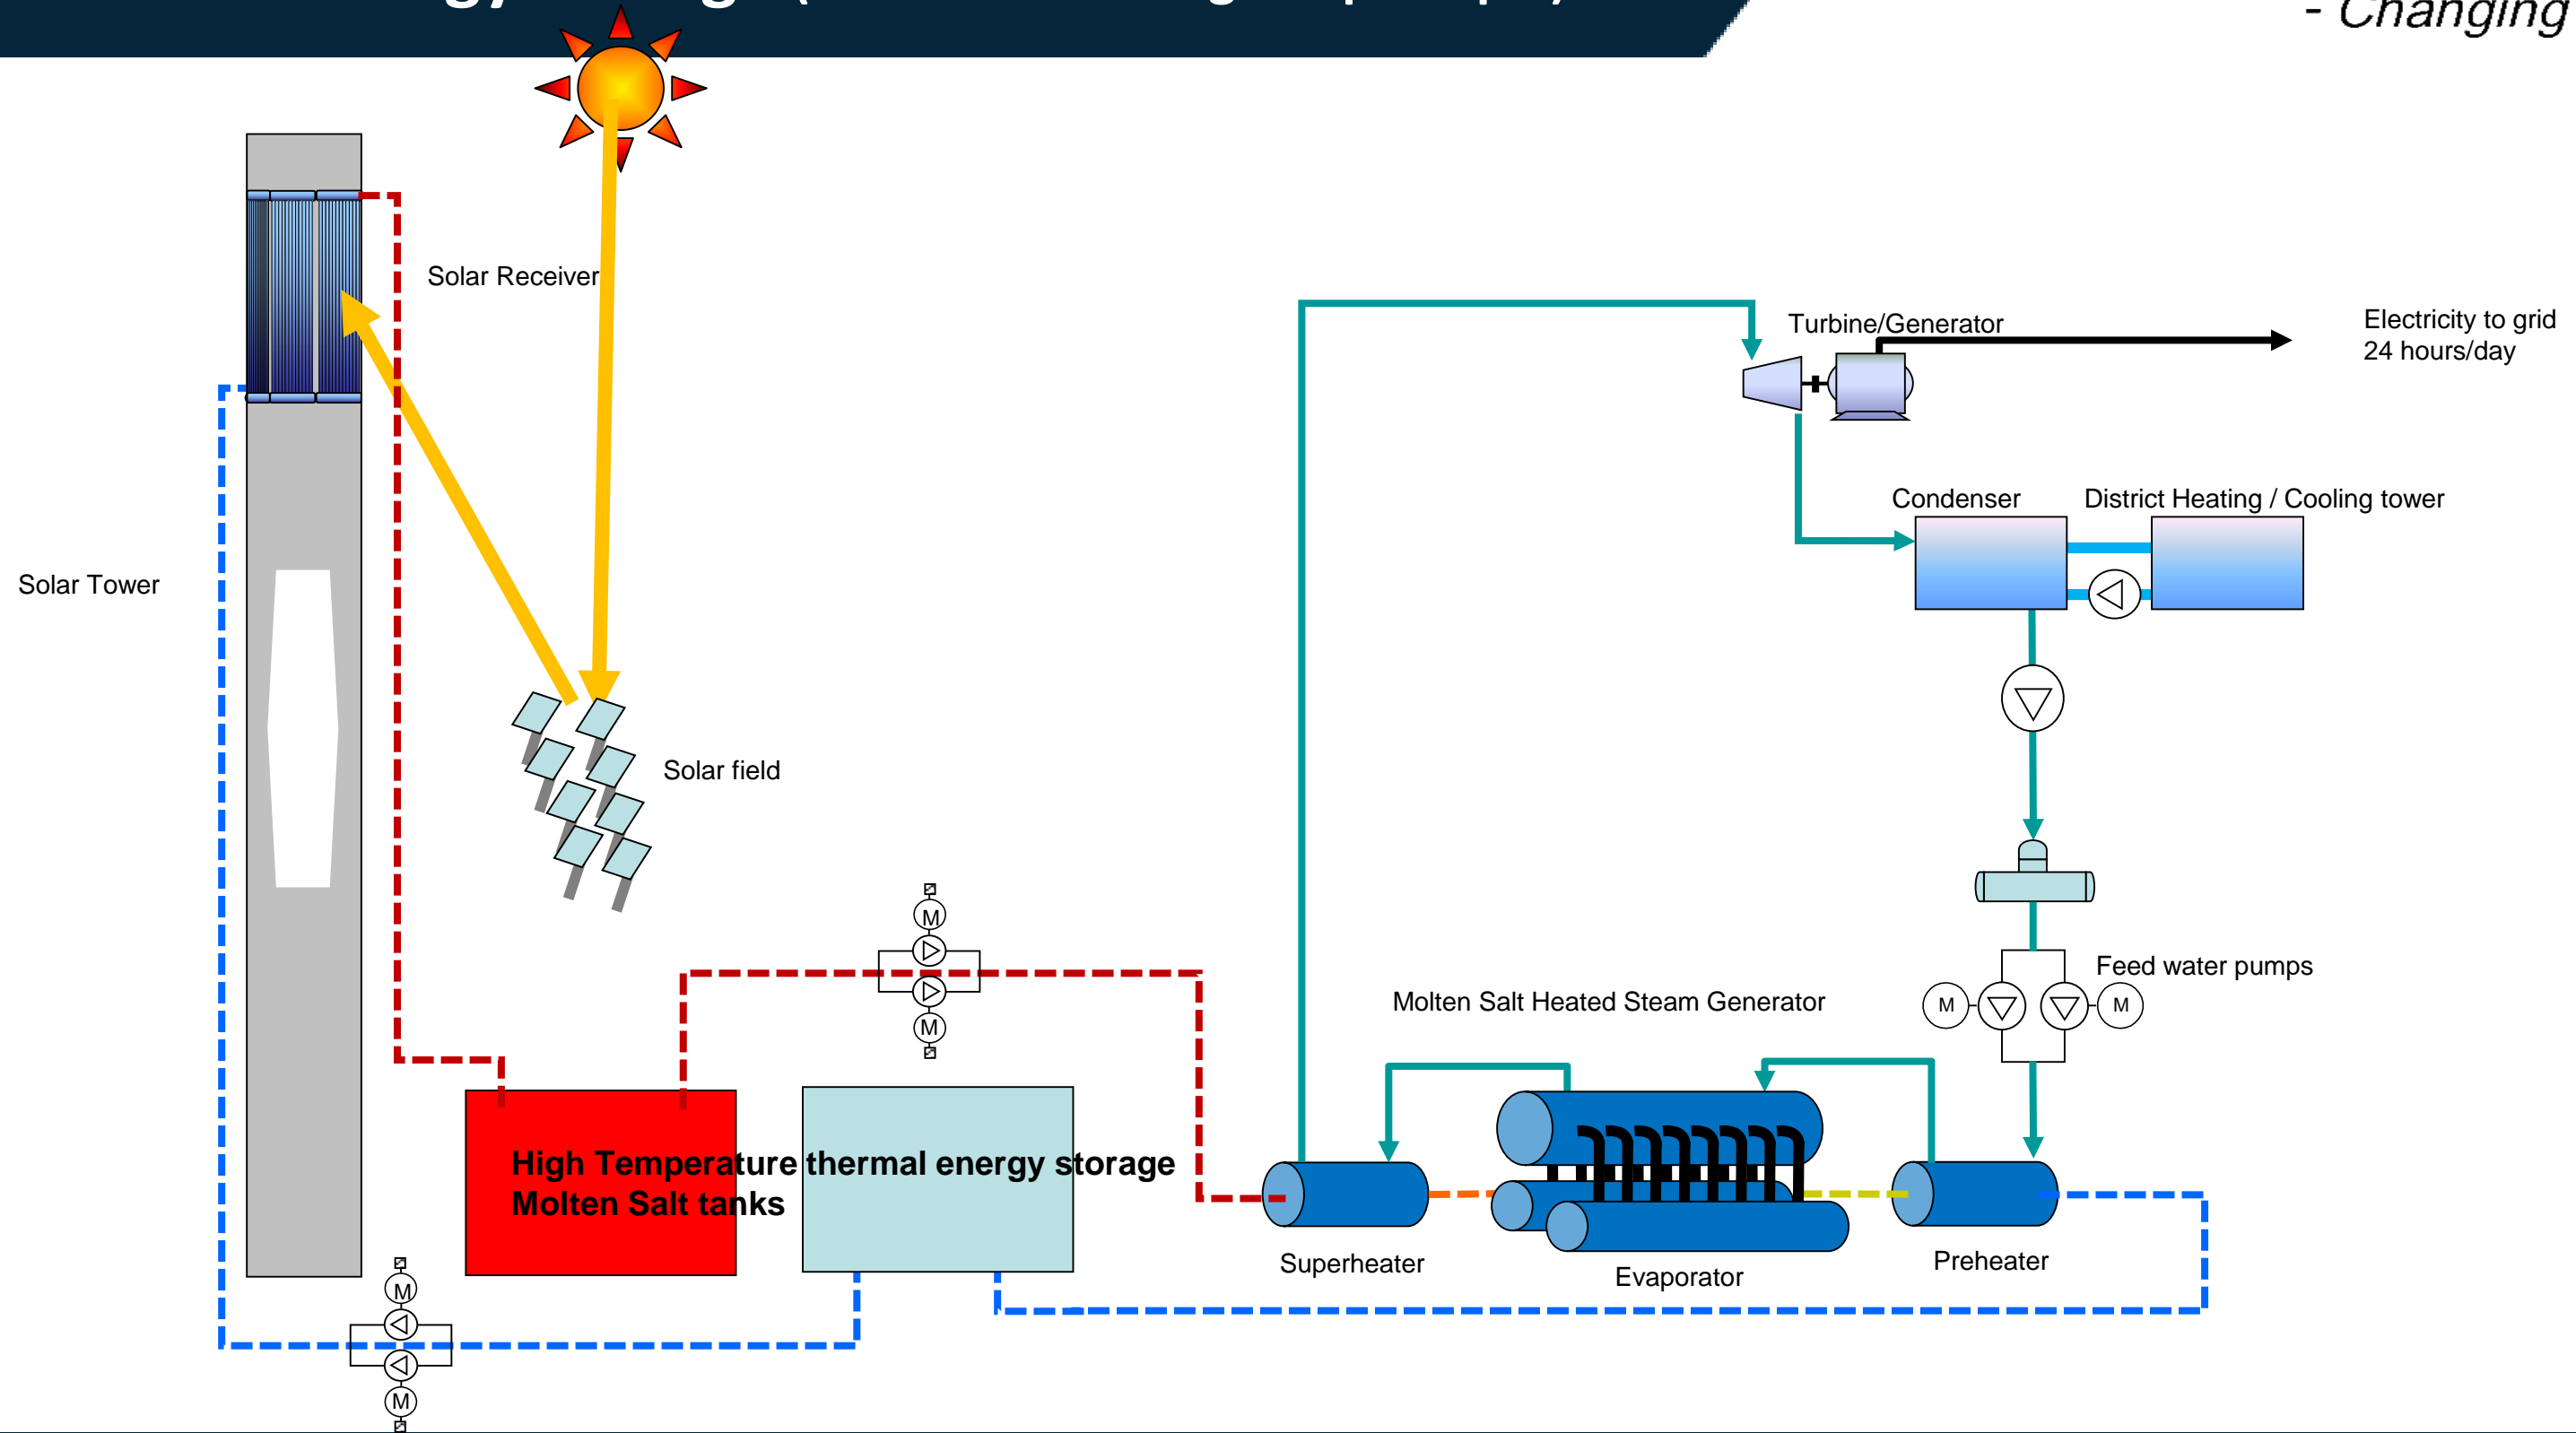 - Changing
Solar Receiver
Turbine/Generator
Electricity to grid
24 hours/day
Condenser
District Heating / Cooling tower
Solar Tower
Solar field
M
M
Feed water pumps
M
M
Molten Salt Heated Steam Generator
High Temperature thermal energy storage
Molten Salt tanks
Superheater
Evaporator
Preheater
M
M